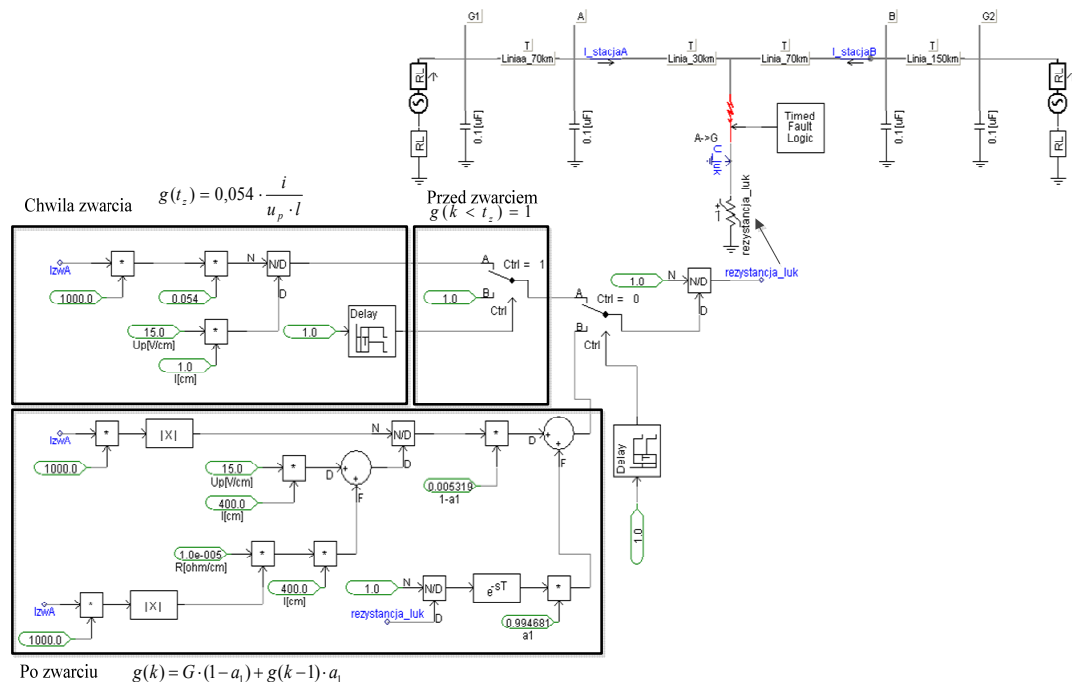 G1
A
B
G2
T
Liniaa_70km
I_stacjaA
T
Linia_30km
T
Linia_70km
I_stacjaB
T
Linia_150km
RL
S
RL
0.1 [uF]
0.1 [uF]
0.1 [uF]
0.1 [uF]
RL
S
RL
A->G
Timed
Fault
Logic
U_luk
rezystancja_luk
Chwila zwarcia
g(t_z) = 0,054 · i / (u_p · l)
Przed zwarciem
g(k < t_z) = 1
IzwA
*
*
N
N/D
D
1000.0
0.054
15.0
Up[V/cm]
*
1.0
l[cm]
1.0
Delay
T
A
Ctrl = 1
B
1.0
Ctrl
A
Ctrl = 0
B
Ctrl
1.0
N
N/D
D
rezystancja_luk
Delay
T
1.0
IzwA
*
|X|
N
N/D
D
*
D
+
+
F
1000.0
15.0
Up[V/cm]
*
D
+
+
F
400.0
l[cm]
0.005319
1-a1
1.0e-005
R[ohm/cm]
*
*
400.0
l[cm]
IzwA
*
|X|
1000.0
1.0
N
N/D
D
rezystancja_luk
e^-sT
*
0.994681
a1
Po zwarciu
g(k) = G·(1−a_1) + g(k−1)·a_1